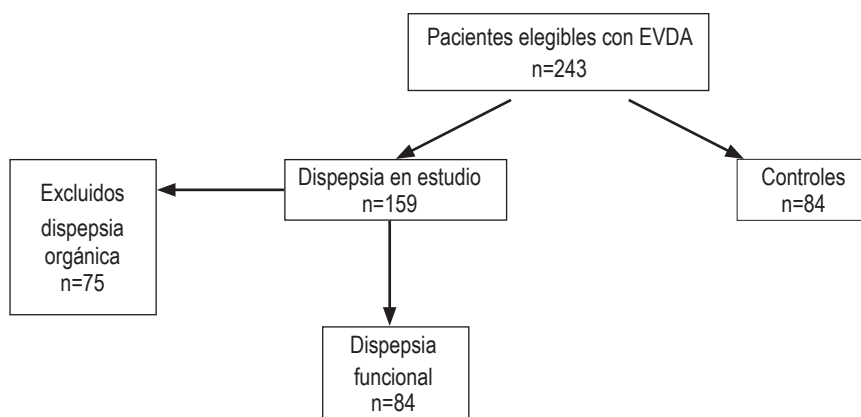 Pacientes elegibles con EVDA
n=243
Dispepsia en estudio
n=159
Controles
n=84
Excluidos
dispepsia
orgánica
n=75
Dispepsia
funcional
n=84